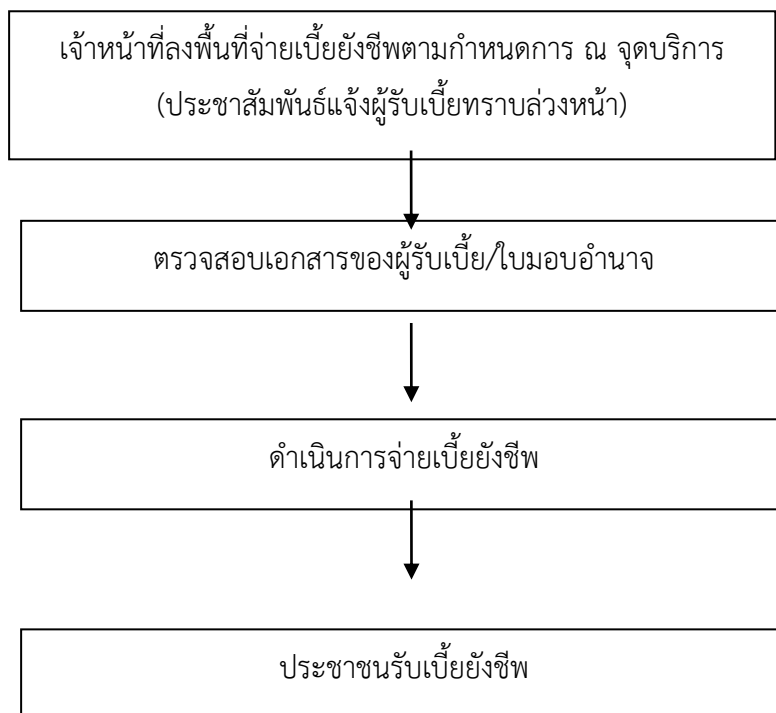 เจ้าหน้าที่ลงพื้นที่จ่ายเบี้ยยังชีพตามกำหนดการ ณ จุดบริการ
(ประชาสัมพันธ์แจ้งผู้รับเบี้ยทราบล่วงหน้า)
ตรวจสอบเอกสารของผู้รับเบี้ย/ใบมอบอำนาจ
ดำเนินการจ่ายเบี้ยยังชีพ
ประชาชนรับเบี้ยยังชีพ